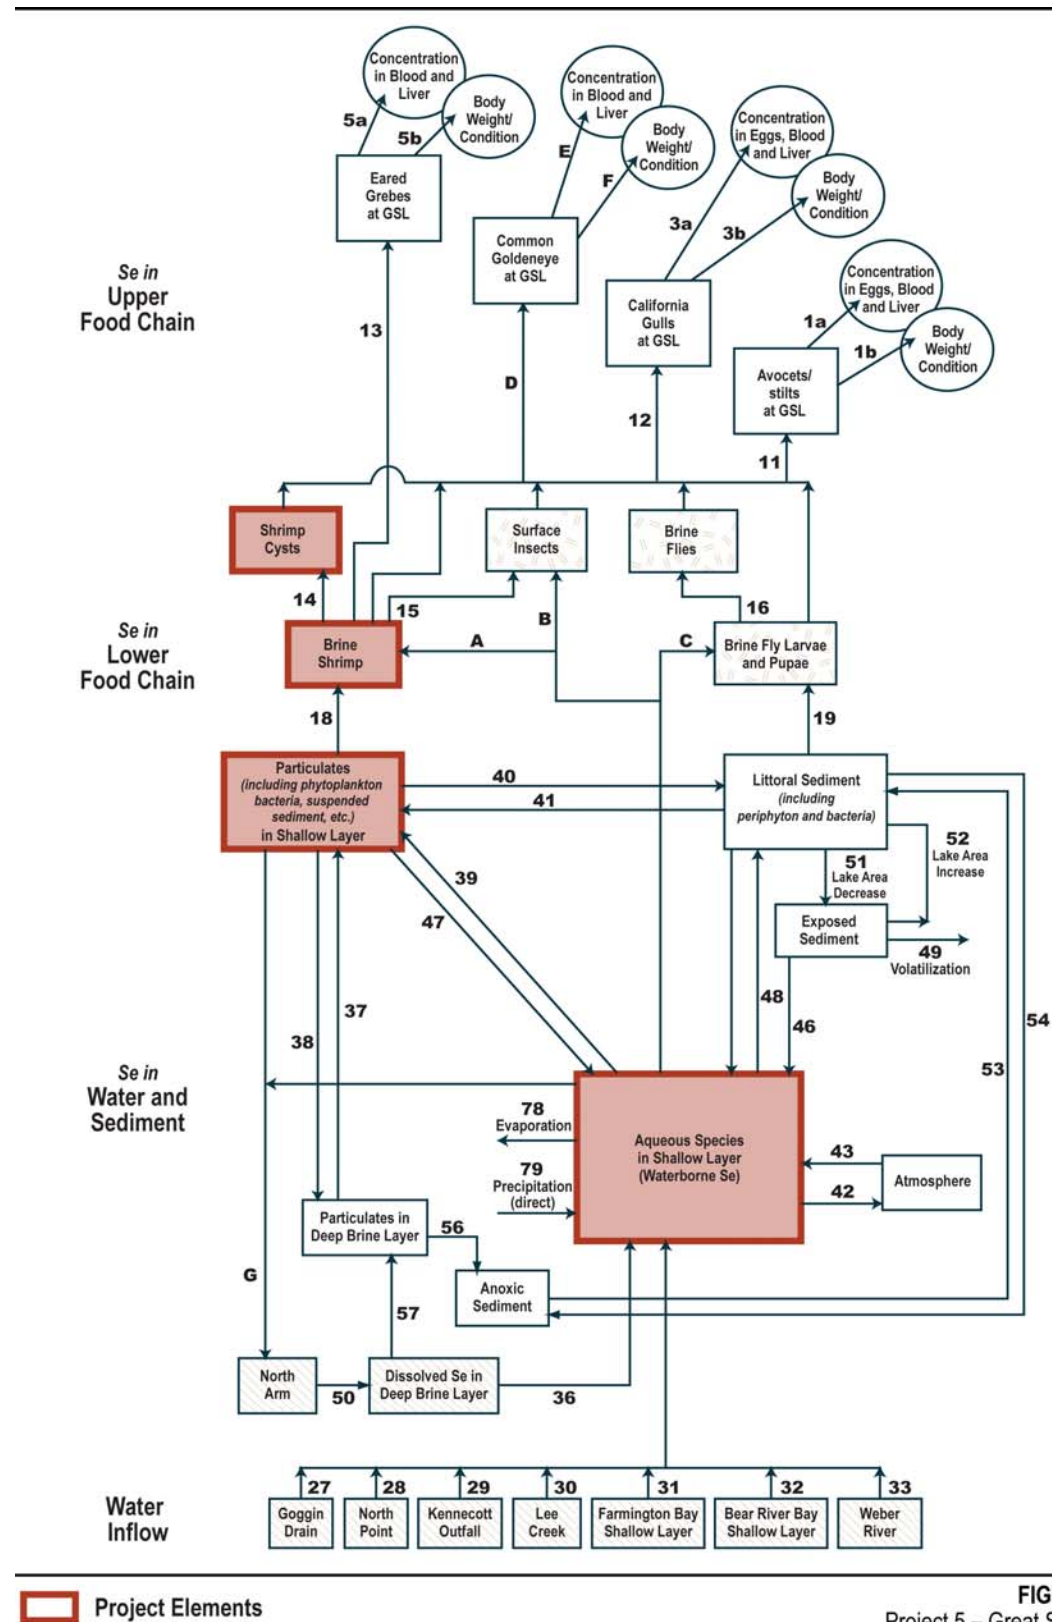 Concentration
in Blood and
Liver
Body
Weight/
Condition
5a
5b
Eared
Grebes
at GSL
Concentration
in Blood and
Liver
Body
Weight/
Condition
E
F
Common
Goldeneye
at GSL
Concentration
in Eggs, Blood
and Liver
Body
Weight/
Condition
3a
3b
California
Gulls
at GSL
Concentration
in Eggs, Blood
and Liver
Body
Weight/
Condition
1a
1b
Avocets/
stilts
at GSL
Se in
Upper
Food Chain
13
D
12
11
Shrimp
Cysts
Surface
Insects
Brine
Flies
14
15
B
16
Se in
Lower
Food Chain
Brine
Shrimp
A
C
Brine Fly Larvae
and Pupae
18
19
Particulates
(including phytoplankton
bacteria, suspended
sediment, etc.)
in Shallow Layer
40
41
Littoral Sediment
(including
periphyton and bacteria)
39
47
51
Lake Area
Decrease
52
Lake Area
Increase
Exposed
Sediment
49
Volatilization
38
37
48
46
54
53
Se in
Water and
Sediment
78
Evaporation
79
Precipitation
(direct)
Aqueous Species
in Shallow Layer
(Waterborne Se)
43
42
Atmosphere
Particulates in
Deep Brine Layer
56
Anoxic
Sediment
G
57
North
Arm
50
Dissolved Se in
Deep Brine Layer
36
Water
Inflow
27
28
29
30
31
32
33
Goggin
Drain
North
Point
Kennecott
Outfall
Lee
Creek
Farmington Bay
Shallow Layer
Bear River Bay
Shallow Layer
Weber
River
Project Elements
FIG
Project 5 – Great S